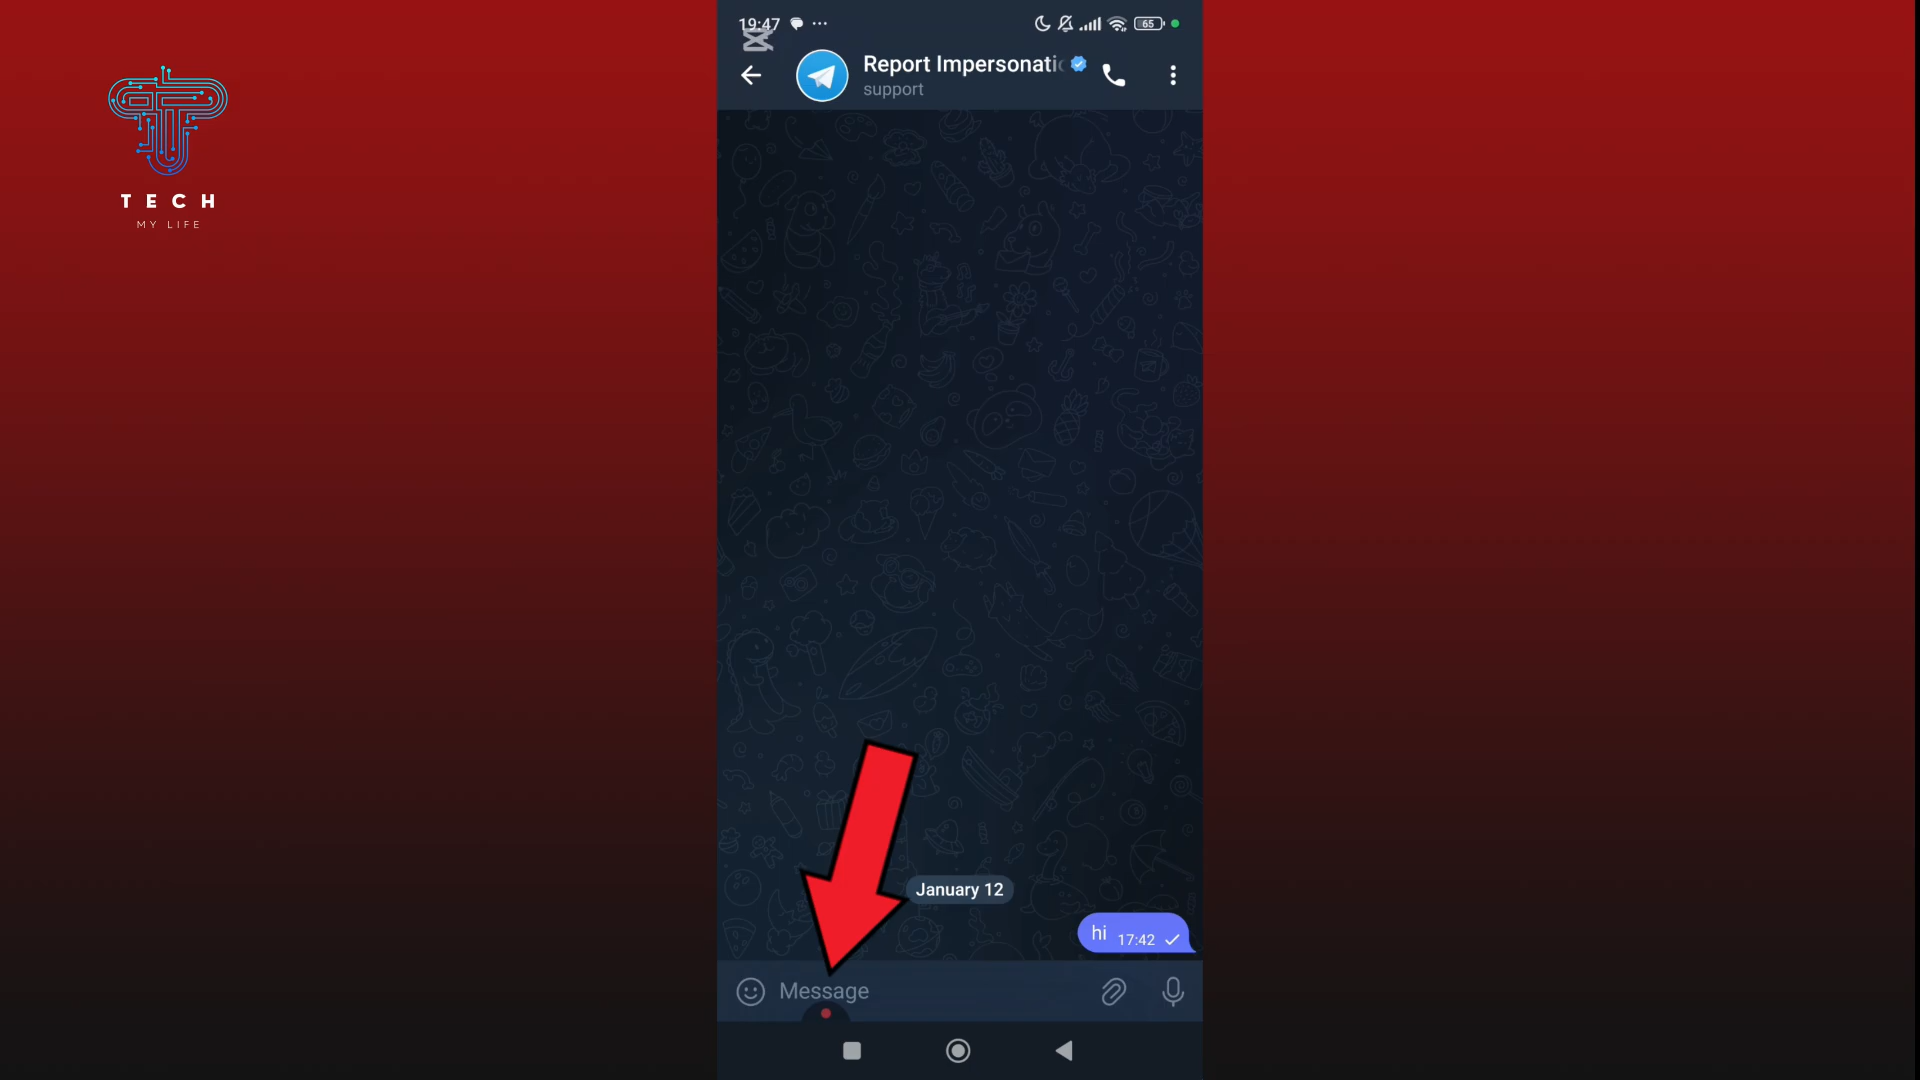 TECH
MY LIFE
19:47
65
Report Impersonati
support
January 12
hi 17:42
Message